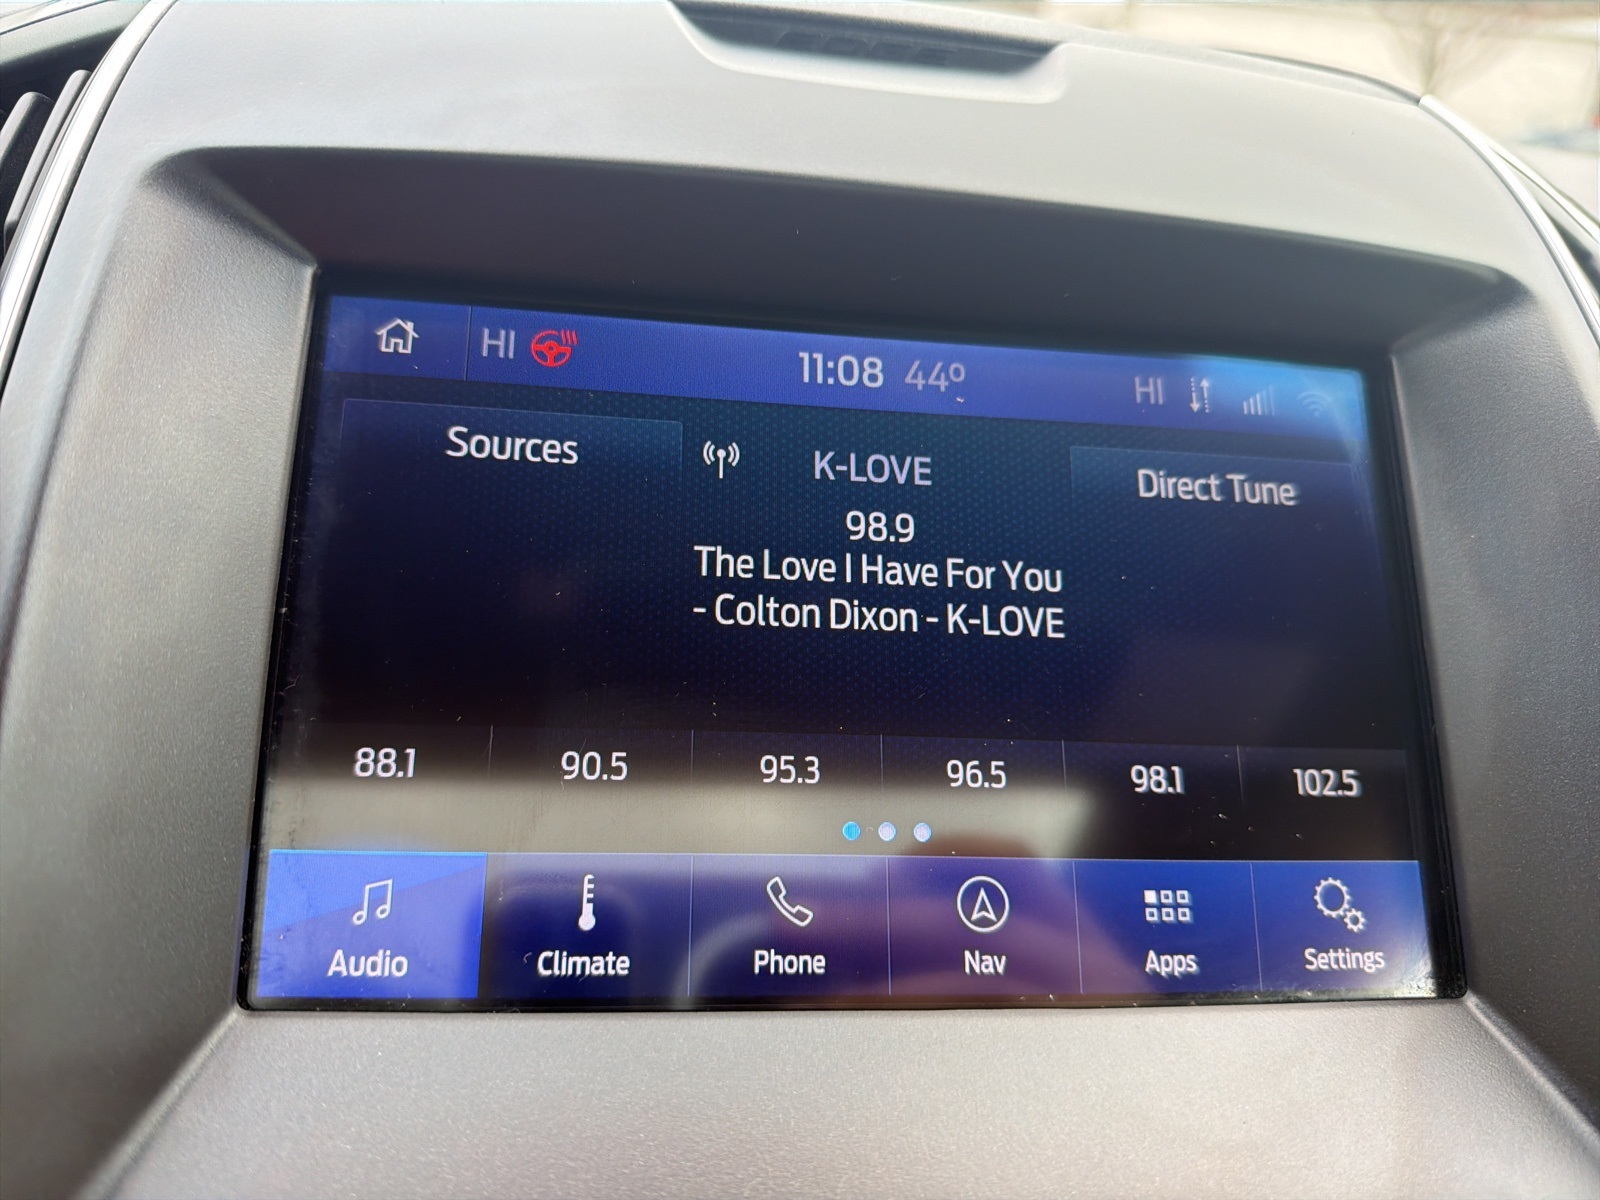 HI 11:08 44° HI
Sources K-LOVE Direct Tune
98.9
The Love I Have For You
- Colton Dixon - K-LOVE
88.1 90.5 95.3 96.5 98.1 102.5
Audio Climate Phone Nav Apps Settings